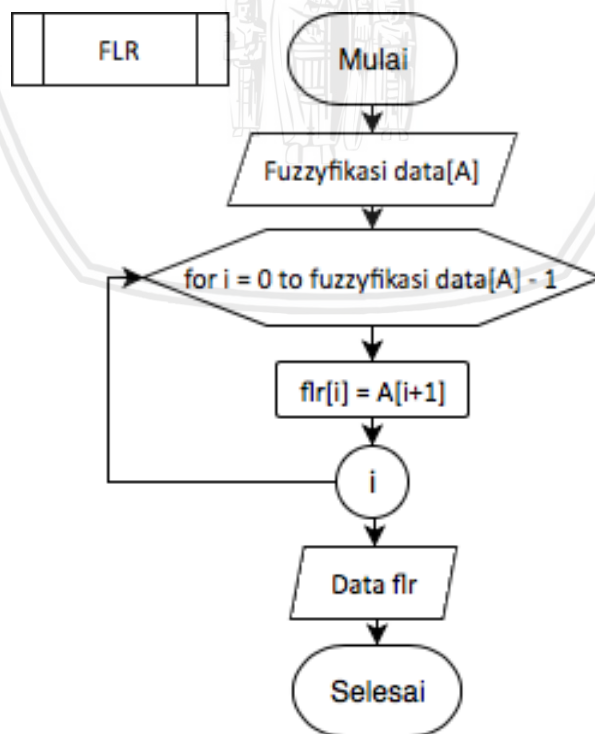 FLR
Mulai
Fuzzyfikasi data[A]
for i = 0 to fuzzyfikasi data[A] - 1
flr[i] = A[i+1]
i
Data flr
Selesai